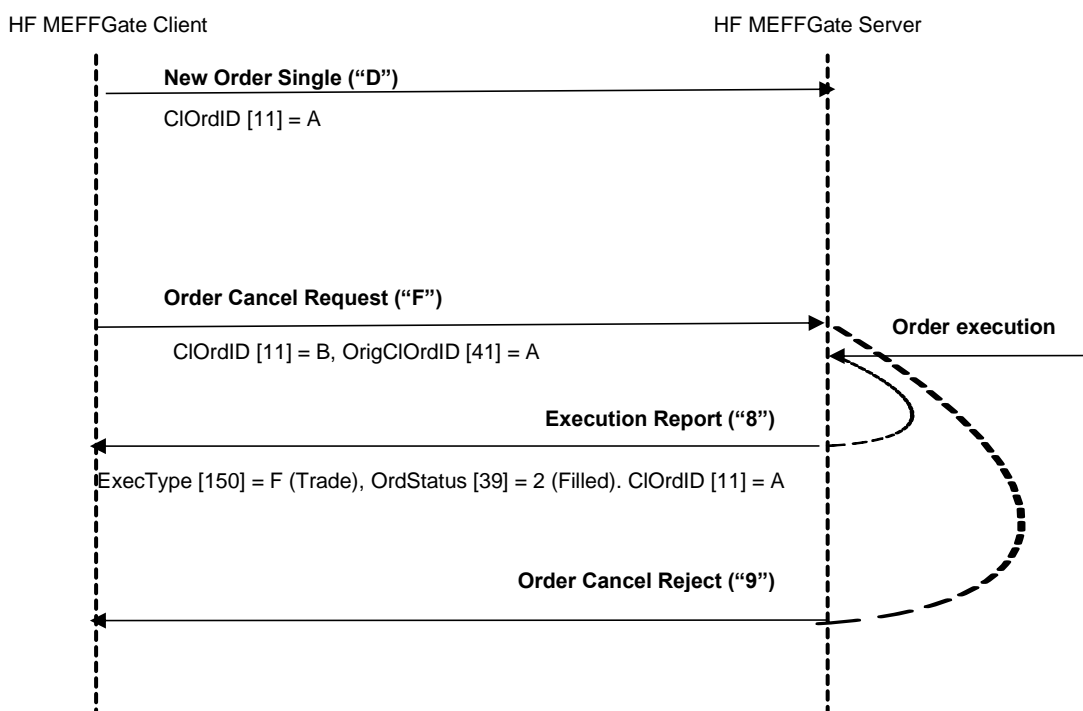 HF MEFFGate Client
HF MEFFGate Server
New Order Single (“D”)
ClOrdID [11] = A
Order Cancel Request (“F”)
Order execution
ClOrdID [11] = B, OrigClOrdID [41] = A
Execution Report (“8”)
ExecType [150] = F (Trade), OrdStatus [39] = 2 (Filled). ClOrdID [11] = A
Order Cancel Reject (“9”)